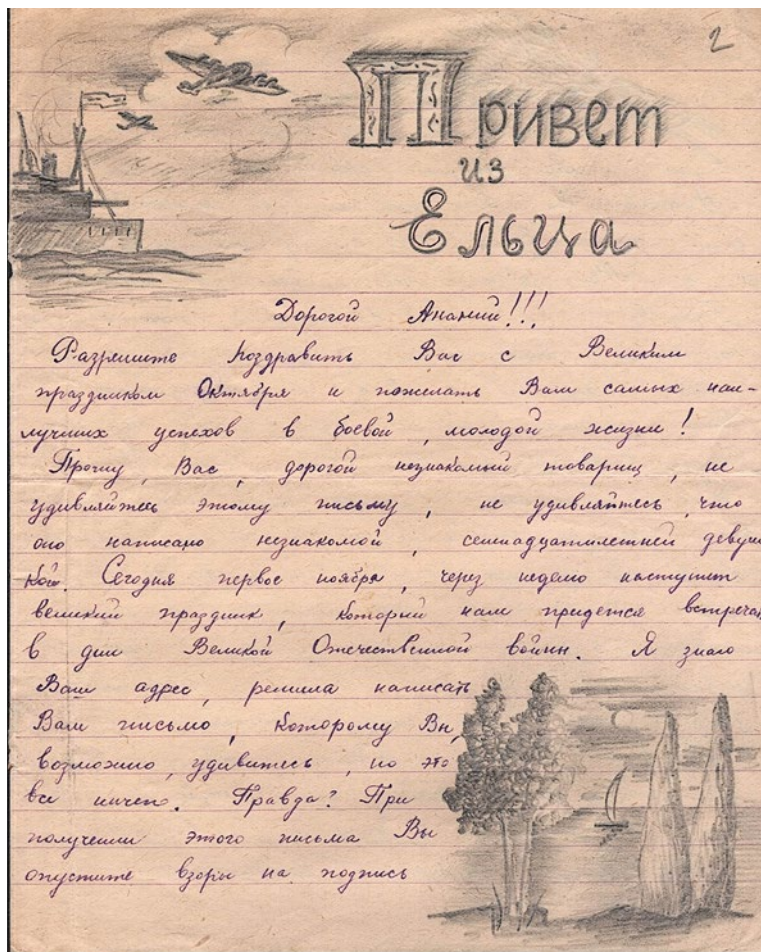 2
Привет
из
Ельца
Дорогой Ананий!!!
Разрешите поздравить Вас с Великим
праздником Октября и пожелать Вам самых наи-
лучших успехов в боевой, молодой жизни!
Прошу, Вас, дорогой незнакомый товарищ, не
удивляйтесь этому письму, не удивляйтесь, что
оно написано незнакомой, семнадцатилетней девуш
кой. Сегодня первое ноября, через неделю наступит
великий праздник, который нам придется встречать
в дни Великой Отечественной войны. Я знаю
Ваш адрес, решила написать
Вам письмо, которому Вы,
возможно, удивитесь, но это
все ничего. Правда? При
получении этого письма Вы
опустите взоры на подпись